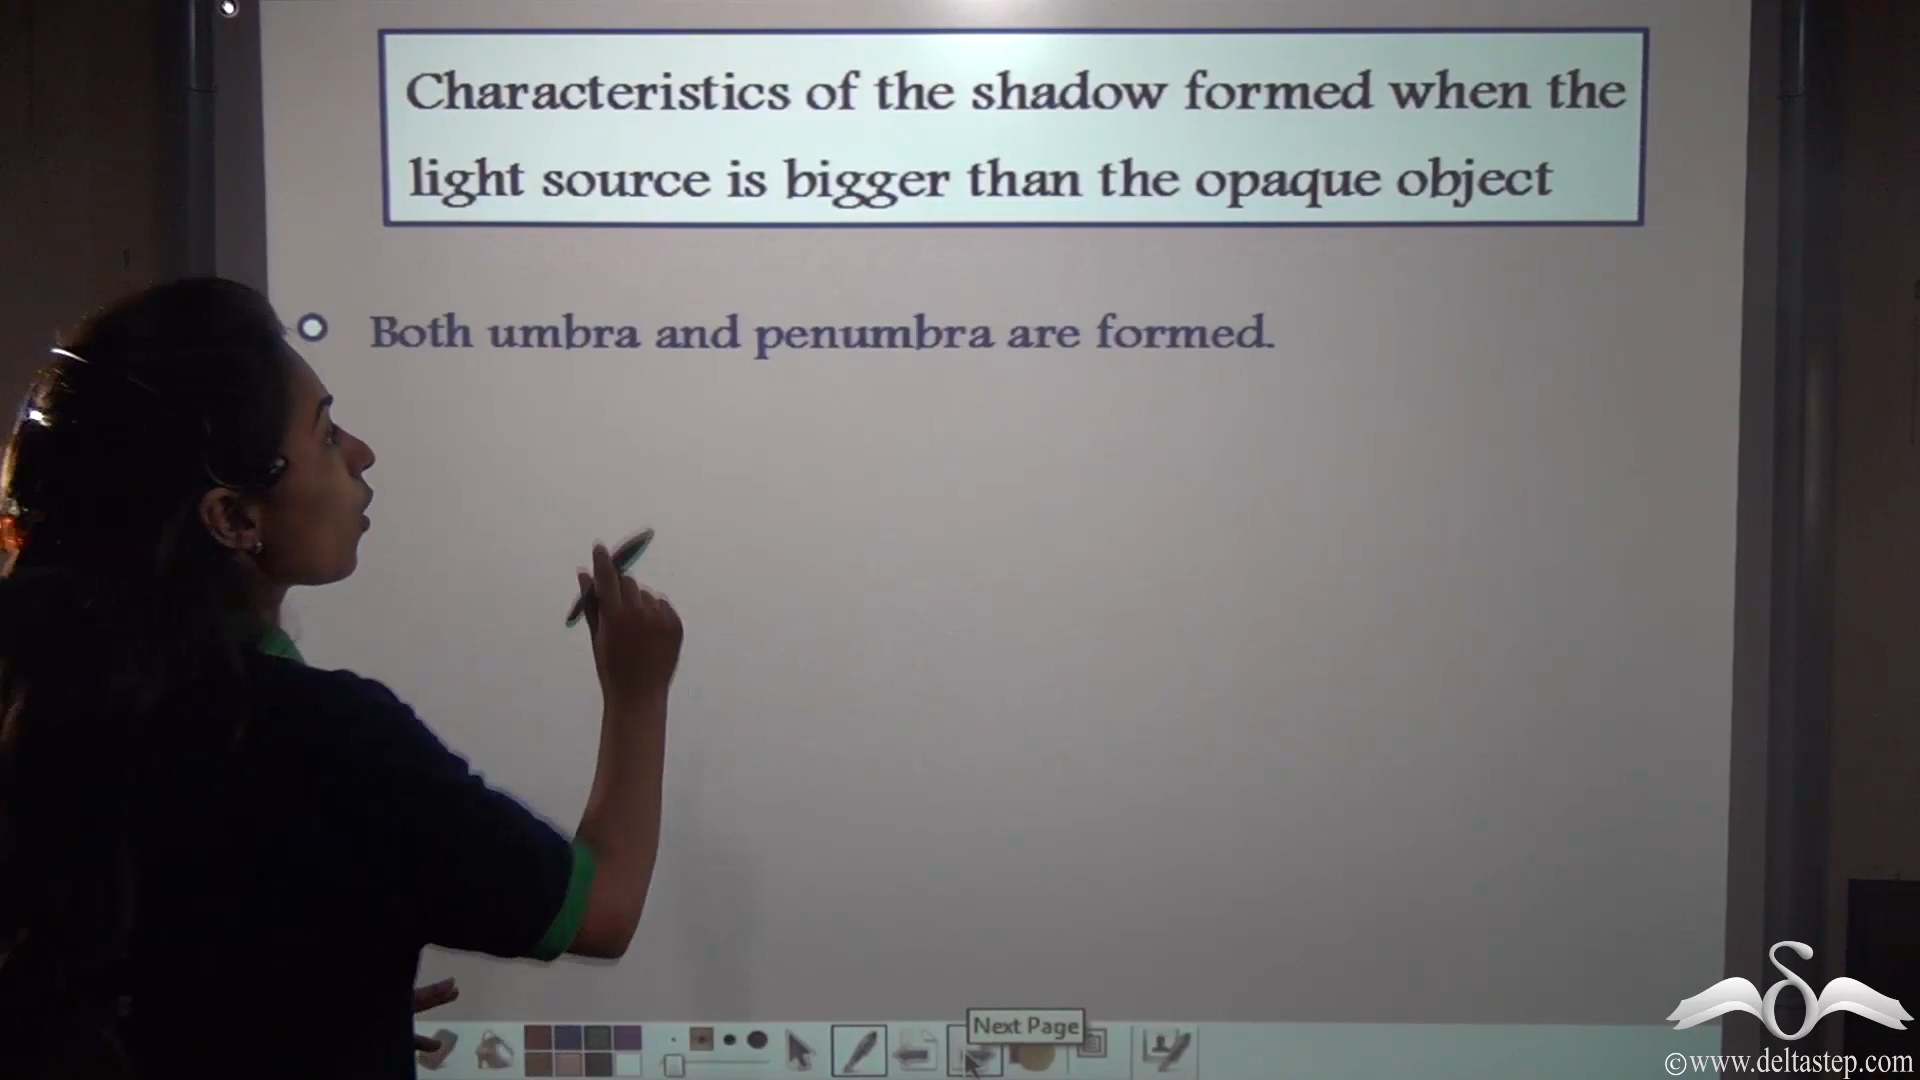 Characteristics of the shadow formed when the
light source is bigger than the opaque object
Both umbra and penumbra are formed.
Next Page
©www.deltastep.com